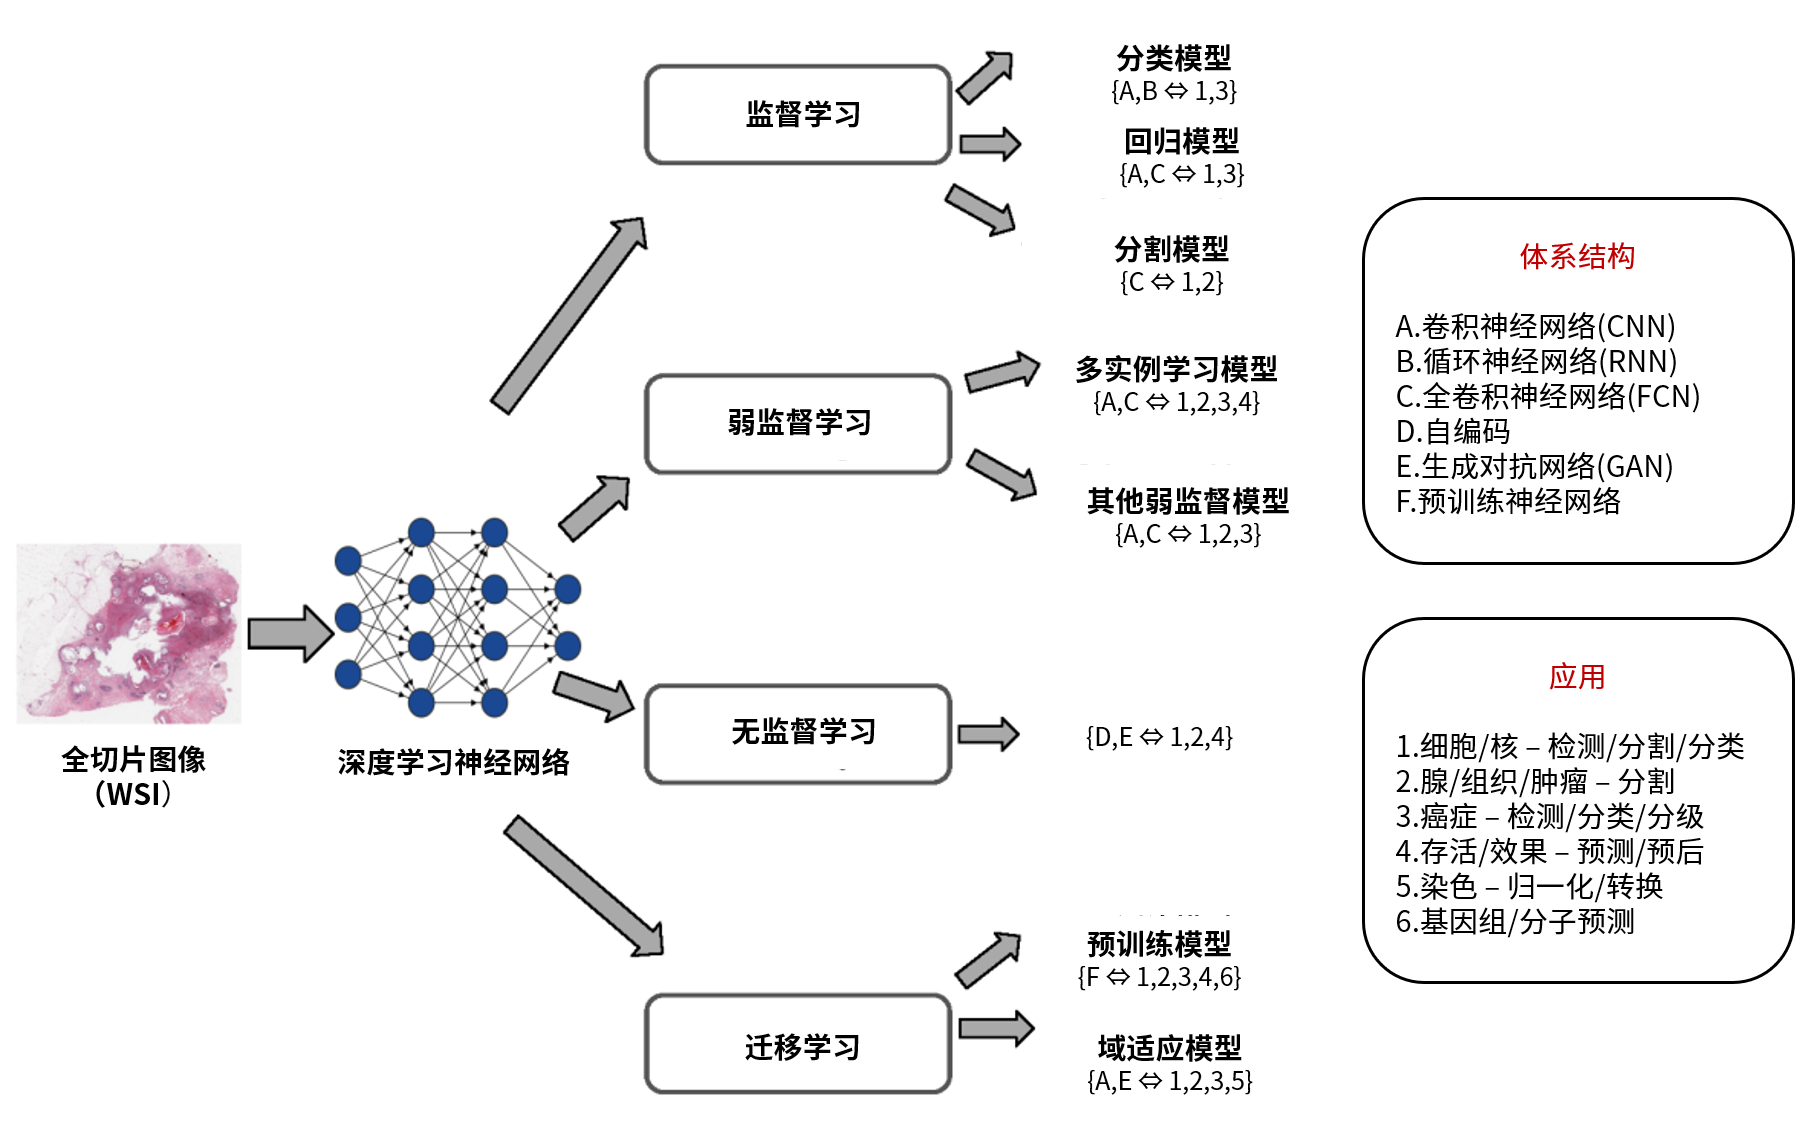 监督学习
分类模型
{A,B ⇔ 1,3}
回归模型
{A,C ⇔ 1,3}
分割模型
{C ⇔ 1,2}
弱监督学习
多实例学习模型
{A,C ⇔ 1,2,3,4}
其他弱监督模型
{A,C ⇔ 1,2,3}
全切片图像
（WSI）
深度学习神经网络
无监督学习
{D,E ⇔ 1,2,4}
迁移学习
预训练模型
{F ⇔ 1,2,3,4,6}
域适应模型
{A,E ⇔ 1,2,3,5}
体系结构
A.卷积神经网络(CNN)
B.循环神经网络(RNN)
C.全卷积神经网络(FCN)
D.自编码
E.生成对抗网络(GAN)
F.预训练神经网络
应用
1.细胞/核 – 检测/分割/分类
2.腺/组织/肿瘤 – 分割
3.癌症 – 检测/分类/分级
4.存活/效果 – 预测/预后
5.染色 – 归一化/转换
6.基因组/分子预测